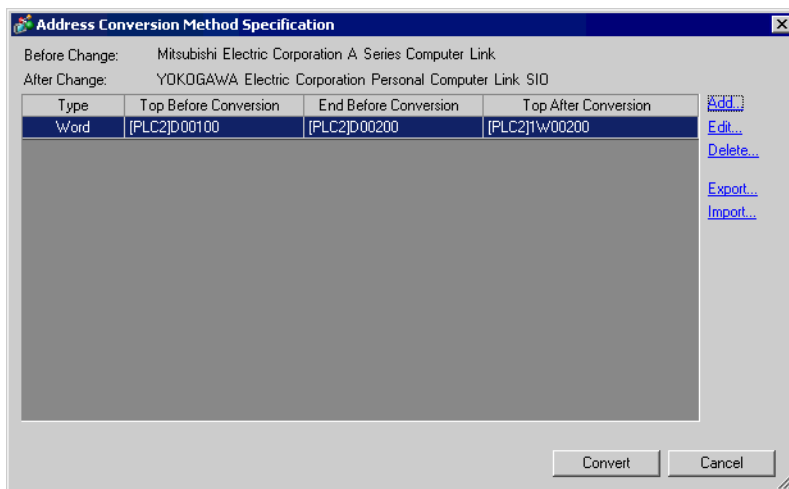 Address Conversion Method Specification
Before Change: Mitsubishi Electric Corporation A Series Computer Link
After Change: YOKOGAWA Electric Corporation Personal Computer Link SIO
Type Top Before Conversion End Before Conversion Top After Conversion
Word [PLC2]D00100 [PLC2]D00200 [PLC2]1W00200
Add...
Edit...
Delete...
Export...
Import...
Convert Cancel